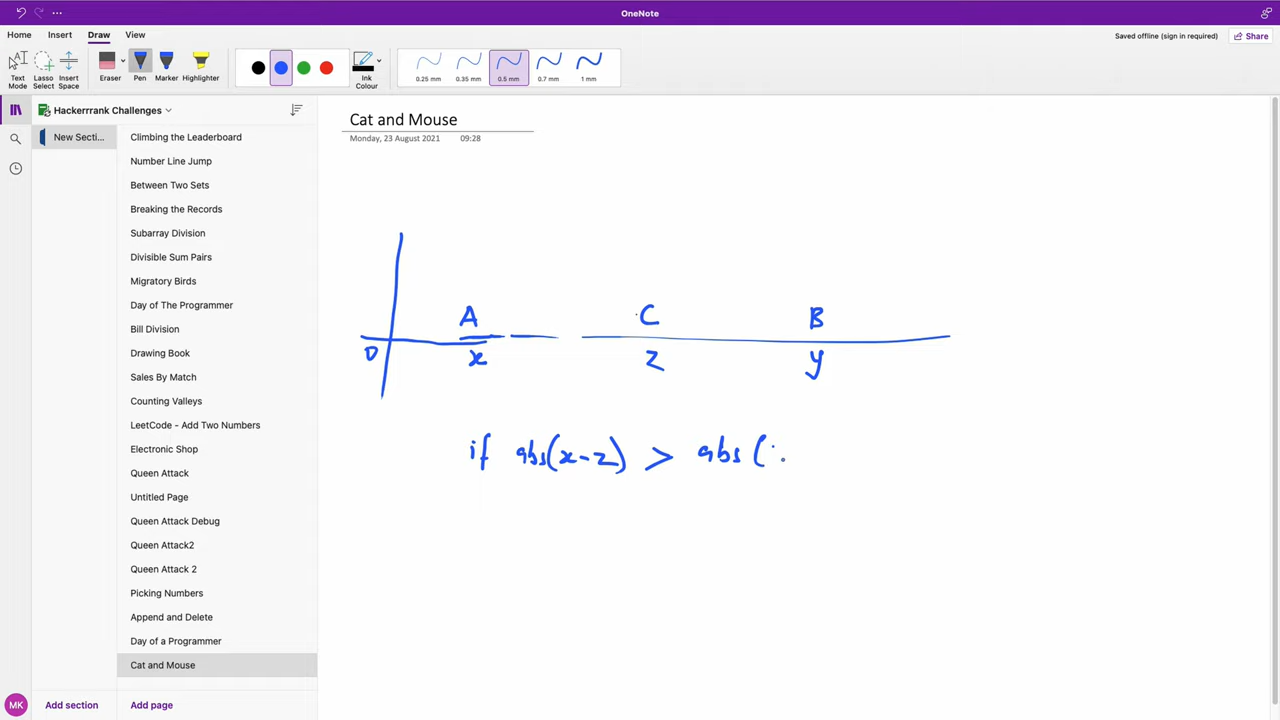 OneNote
Home Insert Draw View
Saved offline (sign in required) Share
Text Mode
Lasso Select
Insert Space
Eraser
Pen
Marker
Highlighter
Ink Colour
0.25 mm 0.35 mm 0.5 mm 0.7 mm 1 mm
Hackerrrank Challenges
New Secti...
Climbing the Leaderboard
Number Line Jump
Between Two Sets
Breaking the Records
Subarray Division
Divisible Sum Pairs
Migratory Birds
Day of The Programmer
Bill Division
Drawing Book
Sales By Match
Counting Valleys
LeetCode - Add Two Numbers
Electronic Shop
Queen Attack
Untitled Page
Queen Attack Debug
Queen Attack2
Queen Attack 2
Picking Numbers
Append and Delete
Day of a Programmer
Cat and Mouse
MK
Add section Add page
Cat and Mouse
Monday, 23 August 2021 09:28
A C B
0 x z y
if abs(x-z) > abs (